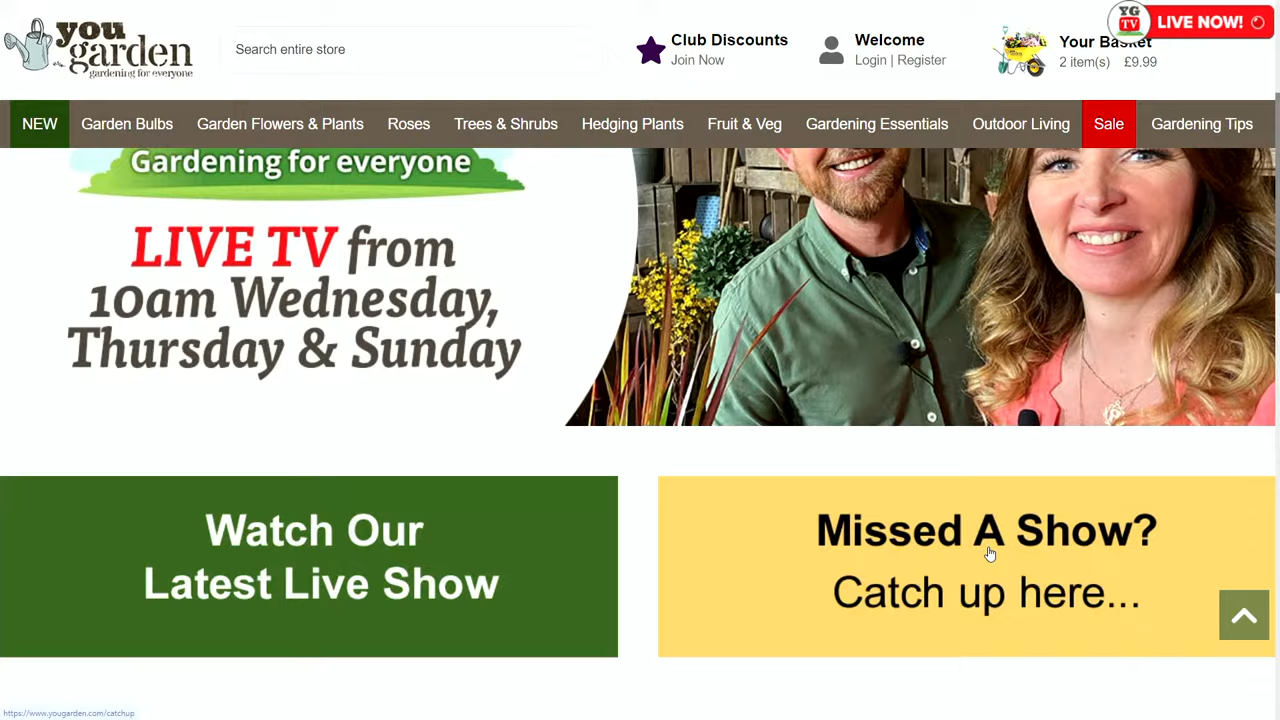 you
garden
gardening for everyone
Search entire store
Club Discounts
Join Now
Welcome
Login | Register
Your Basket
2 item(s) £9.99
YG
TV
LIVE NOW!
NEW
Garden Bulbs
Garden Flowers & Plants
Roses
Trees & Shrubs
Hedging Plants
Fruit & Veg
Gardening Essentials
Outdoor Living
Sale
Gardening Tips
Gardening for everyone
LIVE TV from
10am Wednesday,
Thursday & Sunday
Watch Our
Latest Live Show
Missed A Show?
Catch up here...
https://www.yougarden.com/catchup